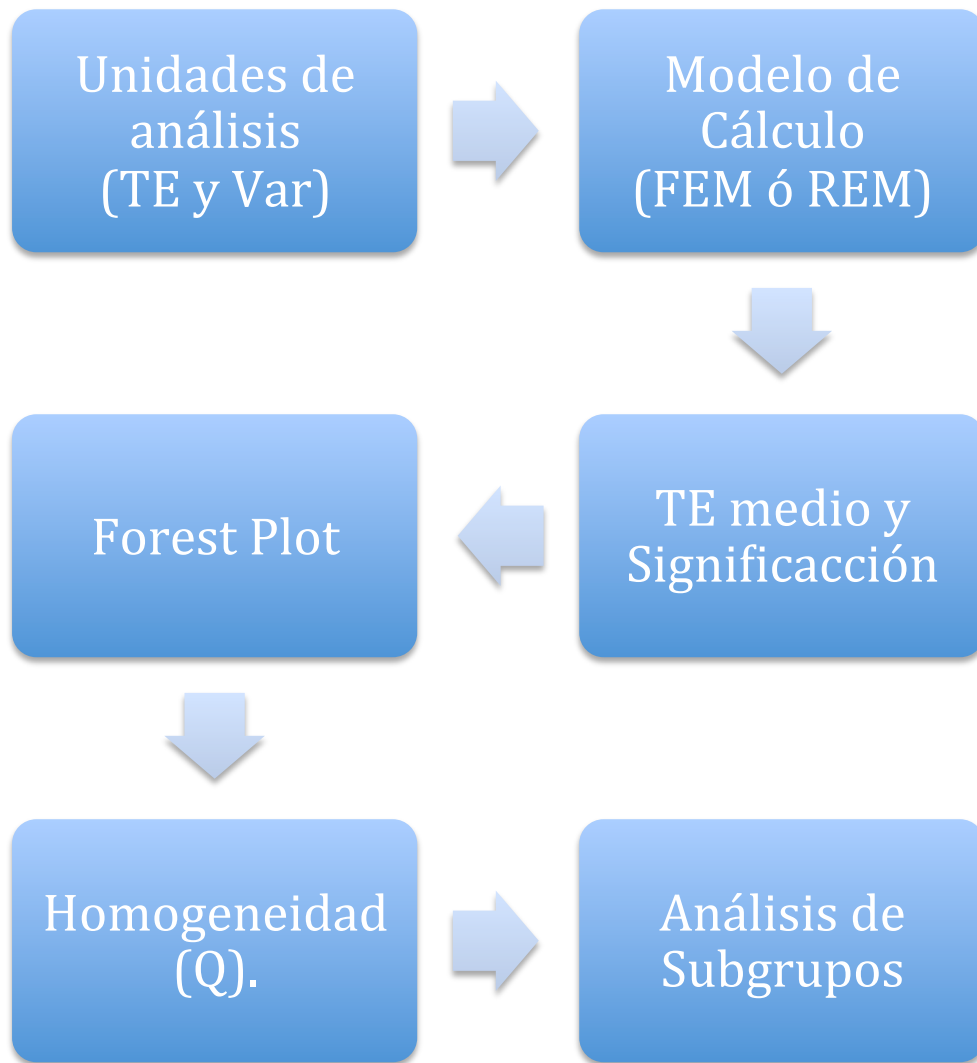 Unidades de
análisis
(TE y Var)
Modelo de
Cálculo
(FEM ó REM)
TE medio y
Significacción
Forest Plot
Homogeneidad
(Q).
Análisis de
Subgrupos